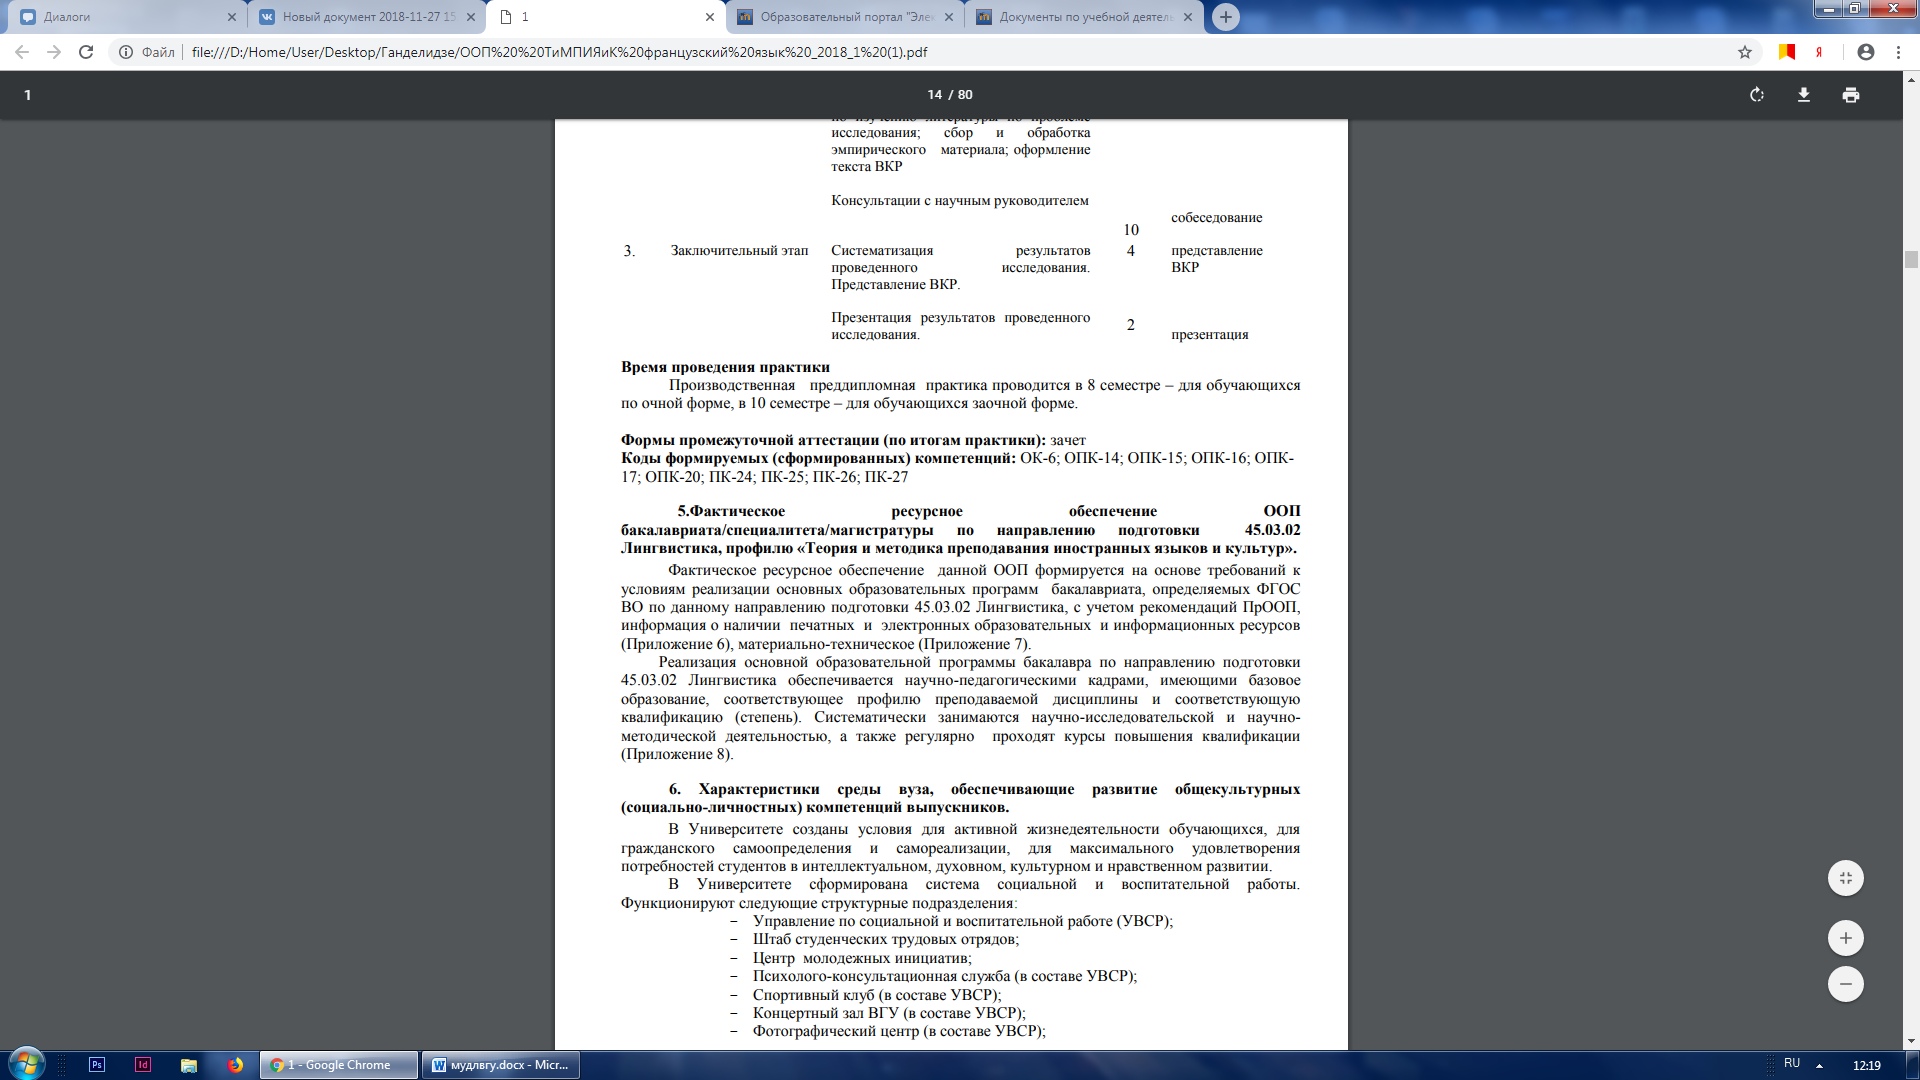 Диалоги
Новый документ 2018-11-27 15
1
Образовательный портал "Эле
Документы по учебной деятел
Файл
file:///D:/Home/User/Desktop/Ганделидзе/ООП%20%20ТиМПИЯиК%20французский%20язык%20_2018_1%20(1).pdf
Я
1
14 / 80
по изучению литературы по проблеме
исследования; сбор и обработка
эмпирического материала; оформление
текста ВКР
Консультации с научным руководителем
собеседование
10
3. Заключительный этап Систематизация результатов 4 представление
проведенного исследования. ВКР
Представление ВКР.
Презентация результатов проведенного 2
исследования. презентация
Время проведения практики
Производственная преддипломная практика проводится в 8 семестре – для обучающихся
по очной форме, в 10 семестре – для обучающихся заочной форме.
Формы промежуточной аттестации (по итогам практики): зачет
Коды формируемых (сформированных) компетенций: ОК-6; ОПК-14; ОПК-15; ОПК-16; ОПК-
17; ОПК-20; ПК-24; ПК-25; ПК-26; ПК-27
5.Фактическое ресурсное обеспечение ООП
бакалавриата/специалитета/магистратуры по направлению подготовки 45.03.02
Лингвистика, профилю «Теория и методика преподавания иностранных языков и культур».
Фактическое ресурсное обеспечение данной ООП формируется на основе требований к
условиям реализации основных образовательных программ бакалавриата, определяемых ФГОС
ВО по данному направлению подготовки 45.03.02 Лингвистика, с учетом рекомендаций ПрООП,
информация о наличии печатных и электронных образовательных и информационных ресурсов
(Приложение 6), материально-техническое (Приложение 7).
Реализация основной образовательной программы бакалавра по направлению подготовки
45.03.02 Лингвистика обеспечивается научно-педагогическими кадрами, имеющими базовое
образование, соответствующее профилю преподаваемой дисциплины и соответствующую
квалификацию (степень). Систематически занимаются научно-исследовательской и научно-
методической деятельностью, а также регулярно проходят курсы повышения квалификации
(Приложение 8).
6. Характеристики среды вуза, обеспечивающие развитие общекультурных
(социально-личностных) компетенций выпускников.
В Университете созданы условия для активной жизнедеятельности обучающихся, для
гражданского самоопределения и самореализации, для максимального удовлетворения
потребностей студентов в интеллектуальном, духовном, культурном и нравственном развитии.
В Университете сформирована система социальной и воспитательной работы.
Функционируют следующие структурные подразделения:
– Управление по социальной и воспитательной работе (УВСР);
– Штаб студенческих трудовых отрядов;
– Центр молодежных инициатив;
– Психолого-консультационная служба (в составе УВСР);
– Спортивный клуб (в составе УВСР);
– Концертный зал ВГУ (в составе УВСР);
– Фотографический центр (в составе УВСР);
Ps
Id
1 - Google Chrome
мудлвгу.docx - Micr...
RU
12:19